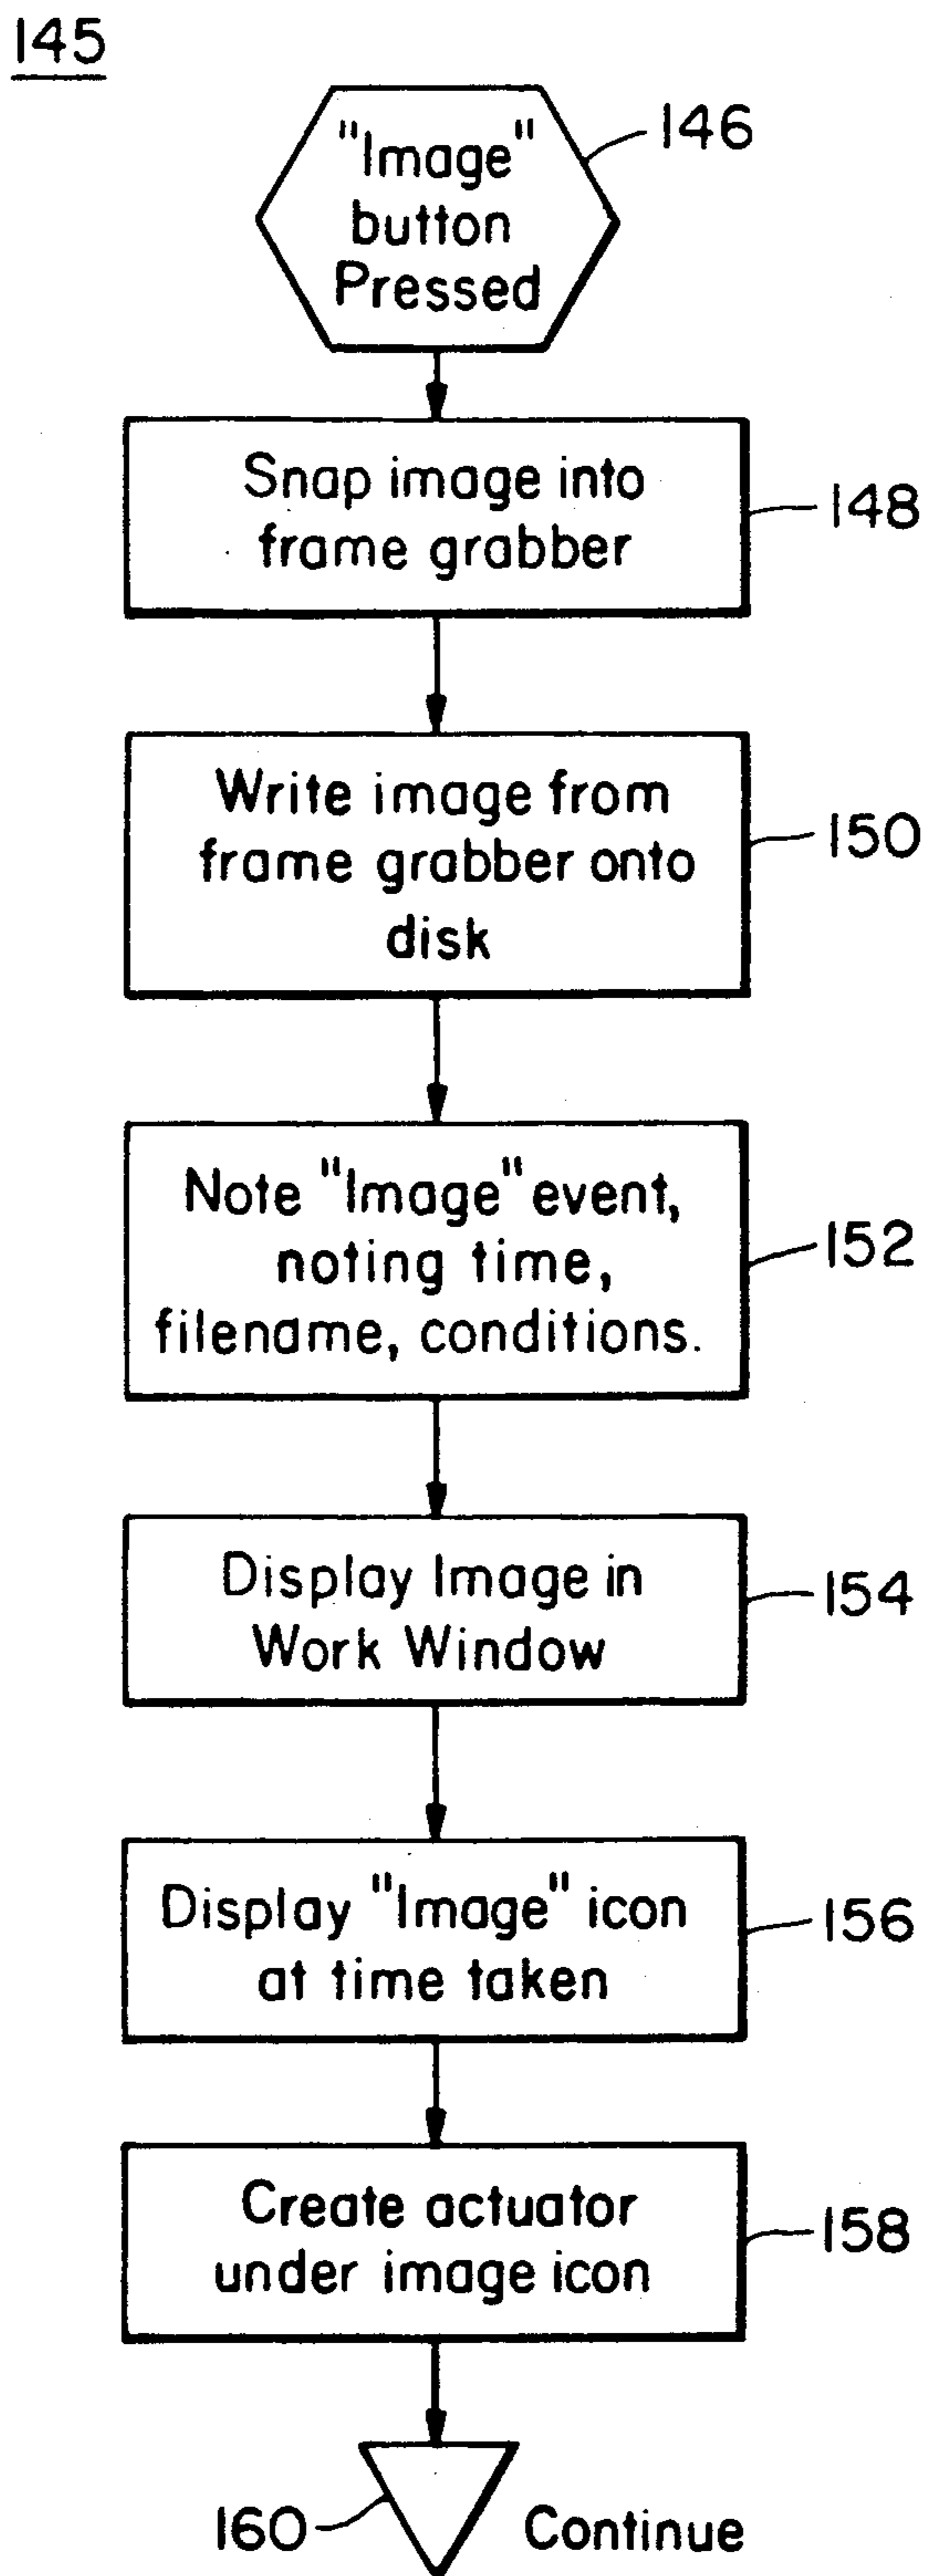 145
"Image"
button
Pressed
146
Snap image into
frame grabber
148
Write image from
frame grabber onto
disk
150
Note "Image" event,
noting time,
filename, conditions.
152
Display Image in
Work Window
154
Display "Image" icon
at time taken
156
Create actuator
under image icon
158
160
Continue